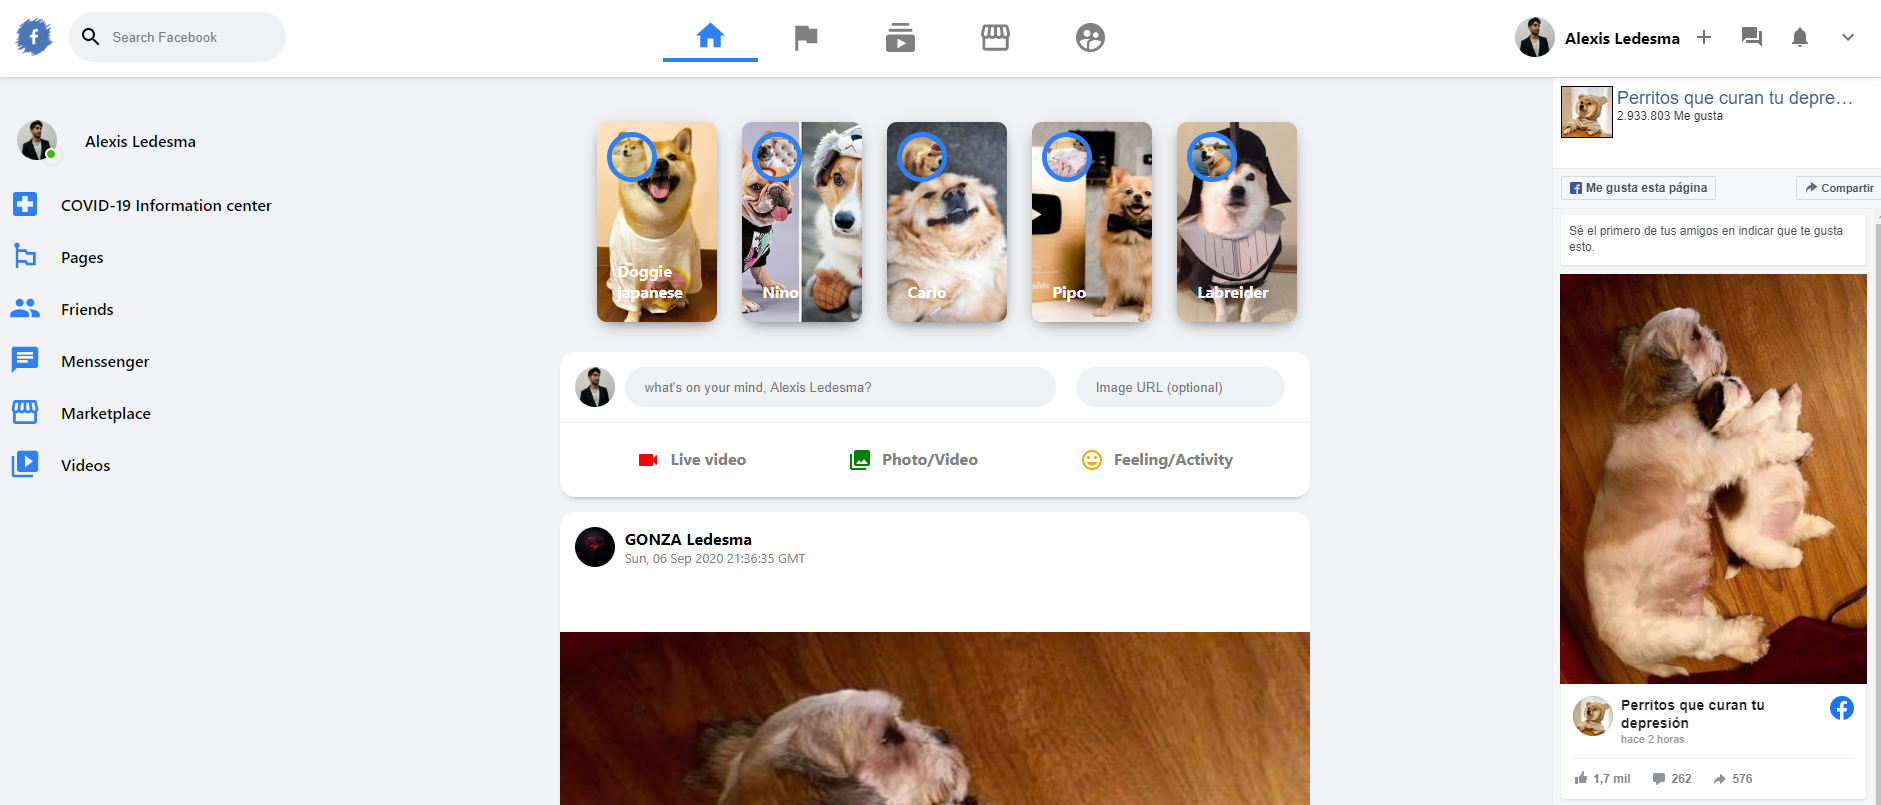 Search Facebook
Alexis Ledesma
Alexis Ledesma
COVID-19 Information center
Pages
Friends
Menssenger
Marketplace
Videos
Doggie
japanese
Nino
Carlo
Pipo
Labreider
what's on your mind, Alexis Ledesma?
Image URL (optional)
Live video
Photo/Video
Feeling/Activity
GONZA Ledesma
Sun, 06 Sep 2020 21:36:35 GMT
Perritos que curan tu depre…
2.933.803 Me gusta
Me gusta esta página
Compartir
Sé el primero de tus amigos en indicar que te gusta
esto.
Perritos que curan tu
depresión
hace 2 horas
1,7 mil
262
576